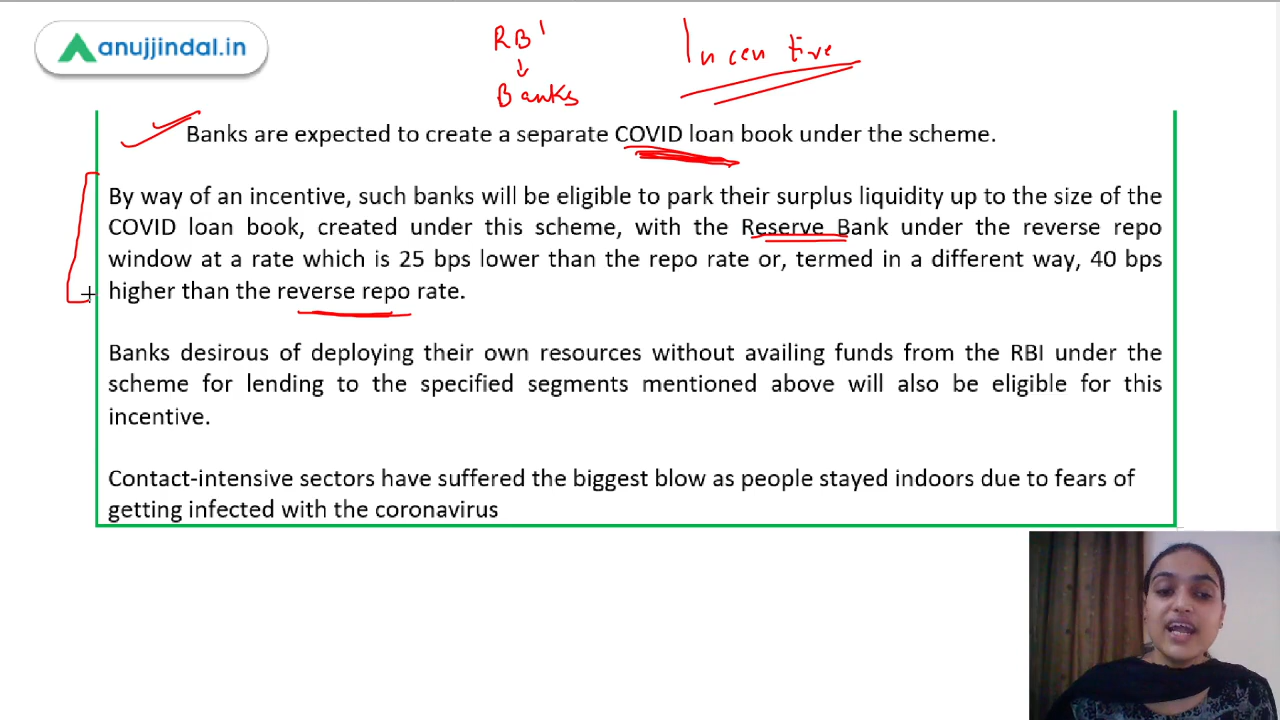 anujjindal.in
RBI
Banks
Incentive
Banks are expected to create a separate COVID loan book under the scheme.
By way of an incentive, such banks will be eligible to park their surplus liquidity up to the size of the
COVID loan book, created under this scheme, with the Reserve Bank under the reverse repo
window at a rate which is 25 bps lower than the repo rate or, termed in a different way, 40 bps
higher than the reverse repo rate.
Banks desirous of deploying their own resources without availing funds from the RBI under the
scheme for lending to the specified segments mentioned above will also be eligible for this
incentive.
Contact-intensive sectors have suffered the biggest blow as people stayed indoors due to fears of
getting infected with the coronavirus